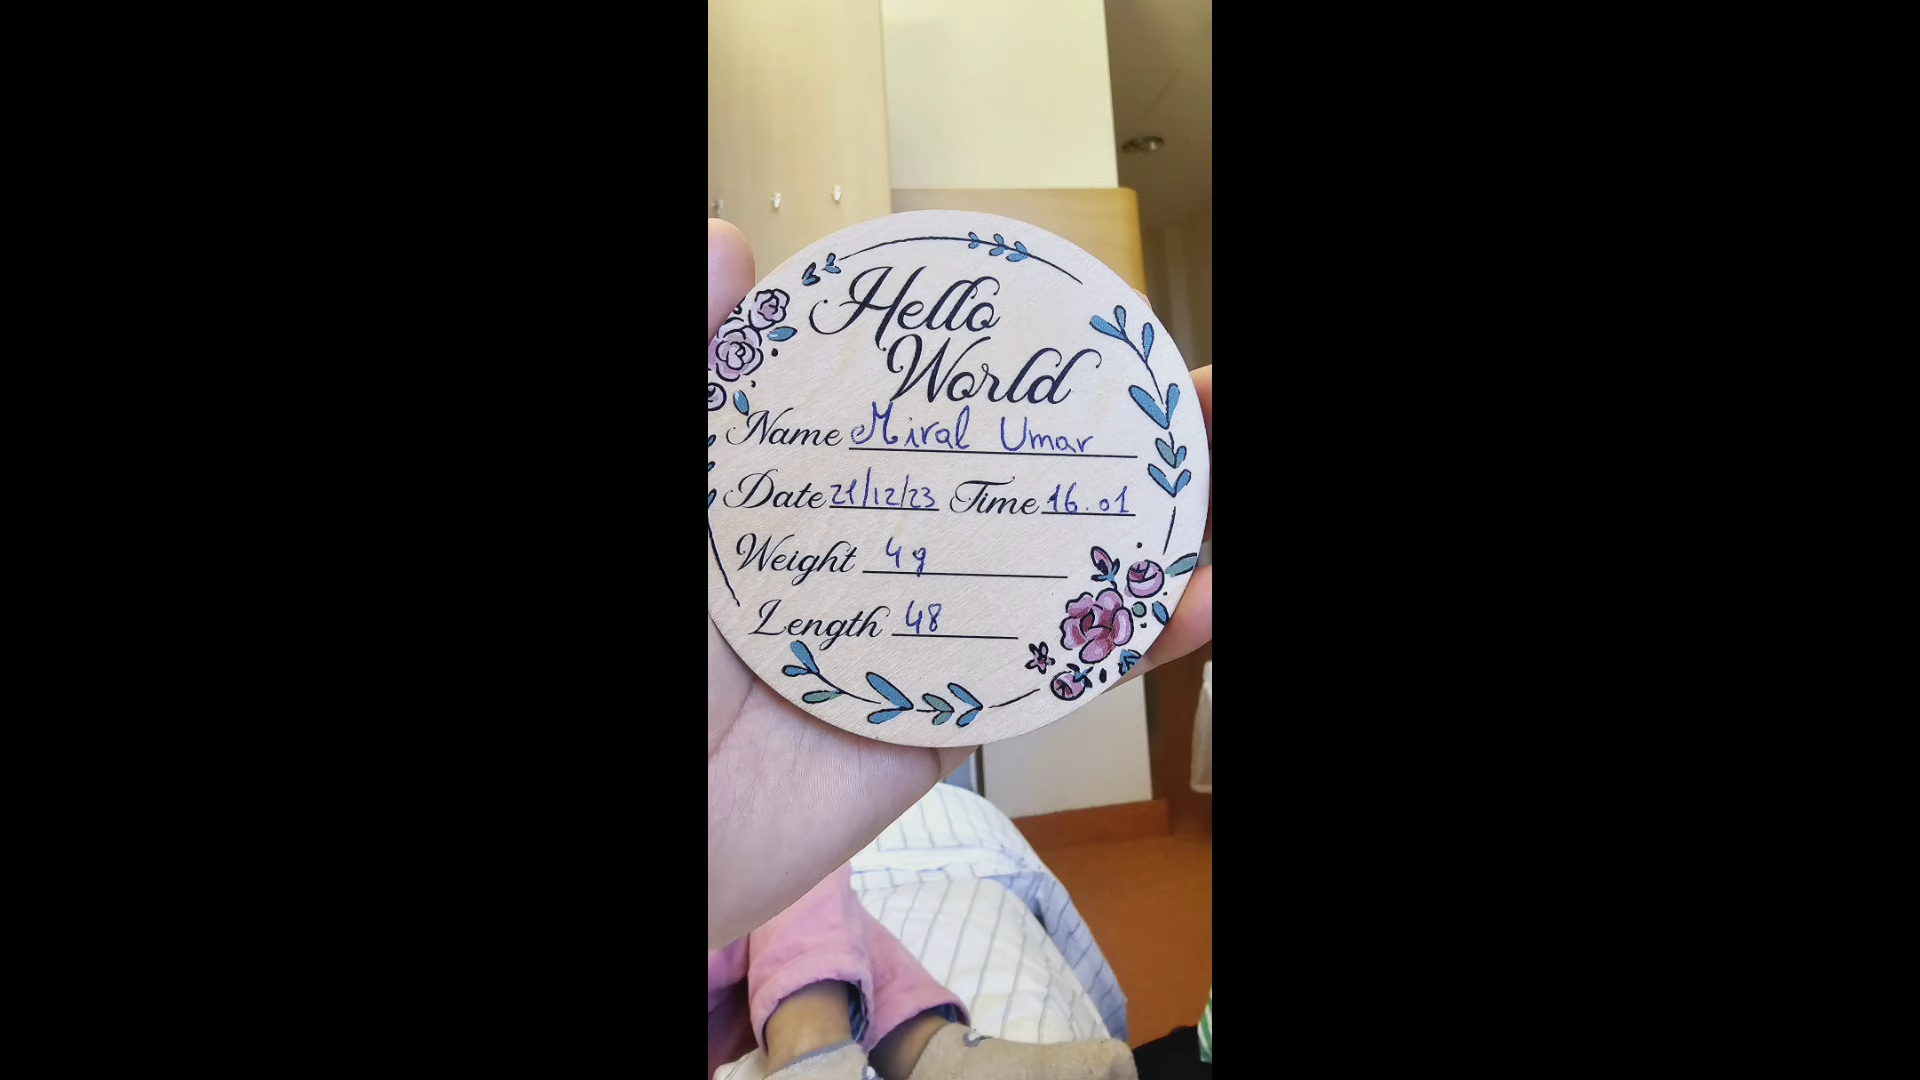 Hello
World
Name Miral Umar
Date 21/12/23 Time 16.01
Weight 4g
Length 48